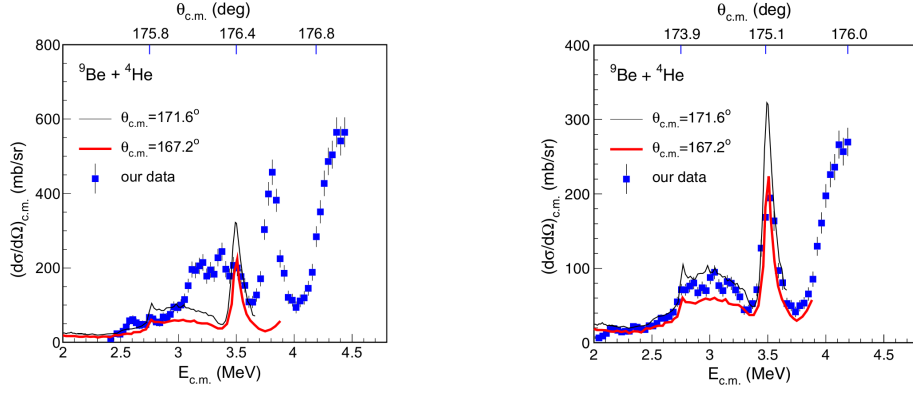 θc.m. (deg)
175.8 176.4 176.8
800
600
400
200
0
(dσ/dΩ)c.m. (mb/sr)
⁹Be + ⁴He
θc.m.=171.6°
θc.m.=167.2°
our data
2 2.5 3 3.5 4 4.5
Ec.m. (MeV)
θc.m. (deg)
173.9 175.1 176.0
400
300
200
100
0
(dσ/dΩ)c.m. (mb/sr)
⁹Be + ⁴He
θc.m.=171.6°
θc.m.=167.2°
our data
2 2.5 3 3.5 4 4.5
Ec.m. (MeV)